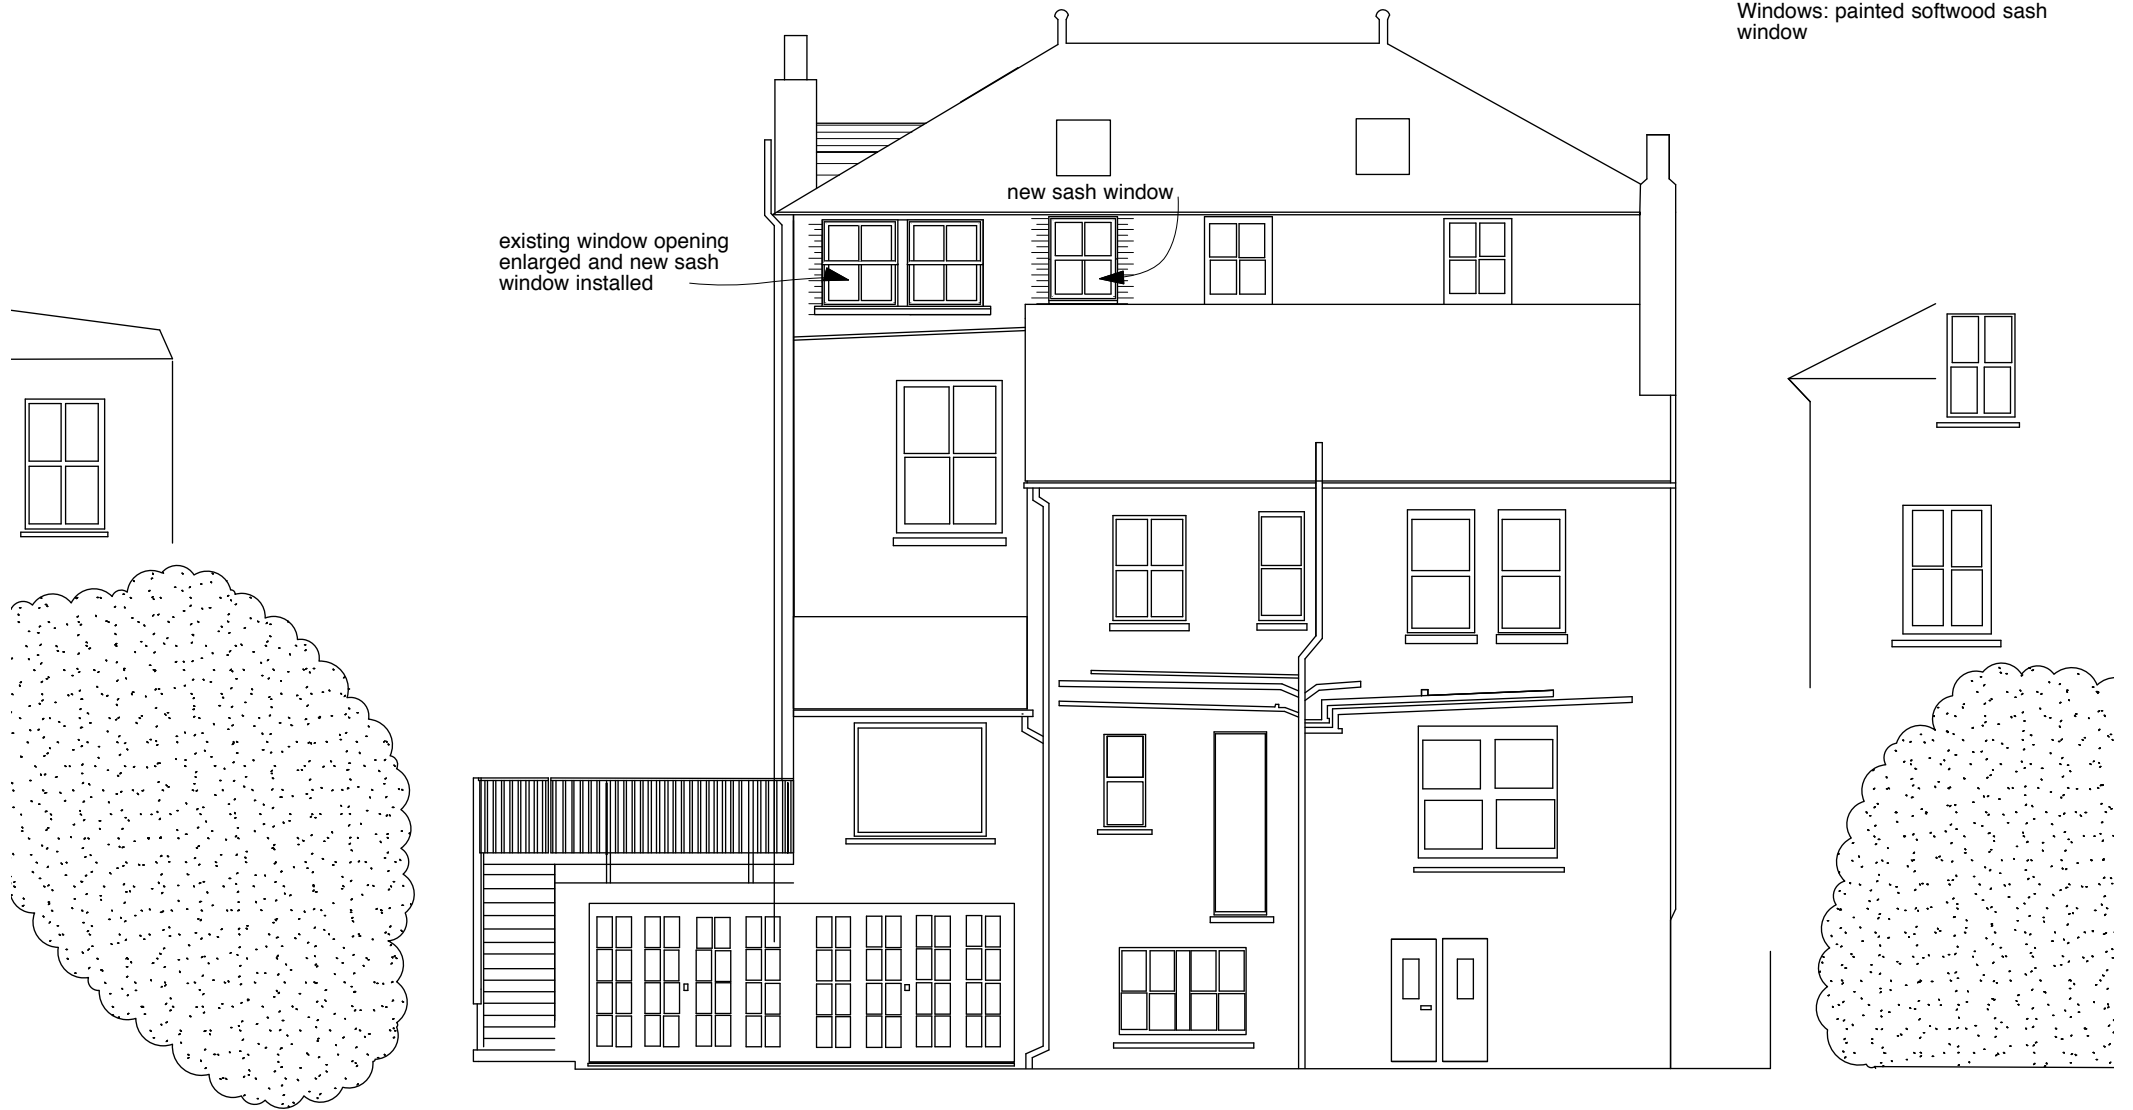 Windows: painted softwood sash
window
new sash window
existing window opening
enlarged and new sash
window installed